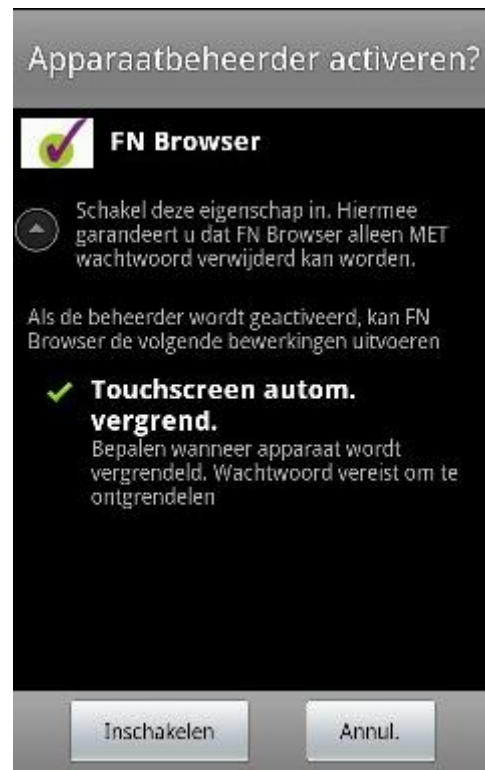 Apparaatbeheerder activeren?
FN Browser
Schakel deze eigenschap in. Hiermee
garandeert u dat FN Browser alleen MET
wachtwoord verwijderd kan worden.
Als de beheerder wordt geactiveerd, kan FN
Browser de volgende bewerkingen uitvoeren
Touchscreen autom.
vergrend.
Bepalen wanneer apparaat wordt
vergrendeld. Wachtwoord vereist om te
ontgrendelen
Inschakelen
Annul.